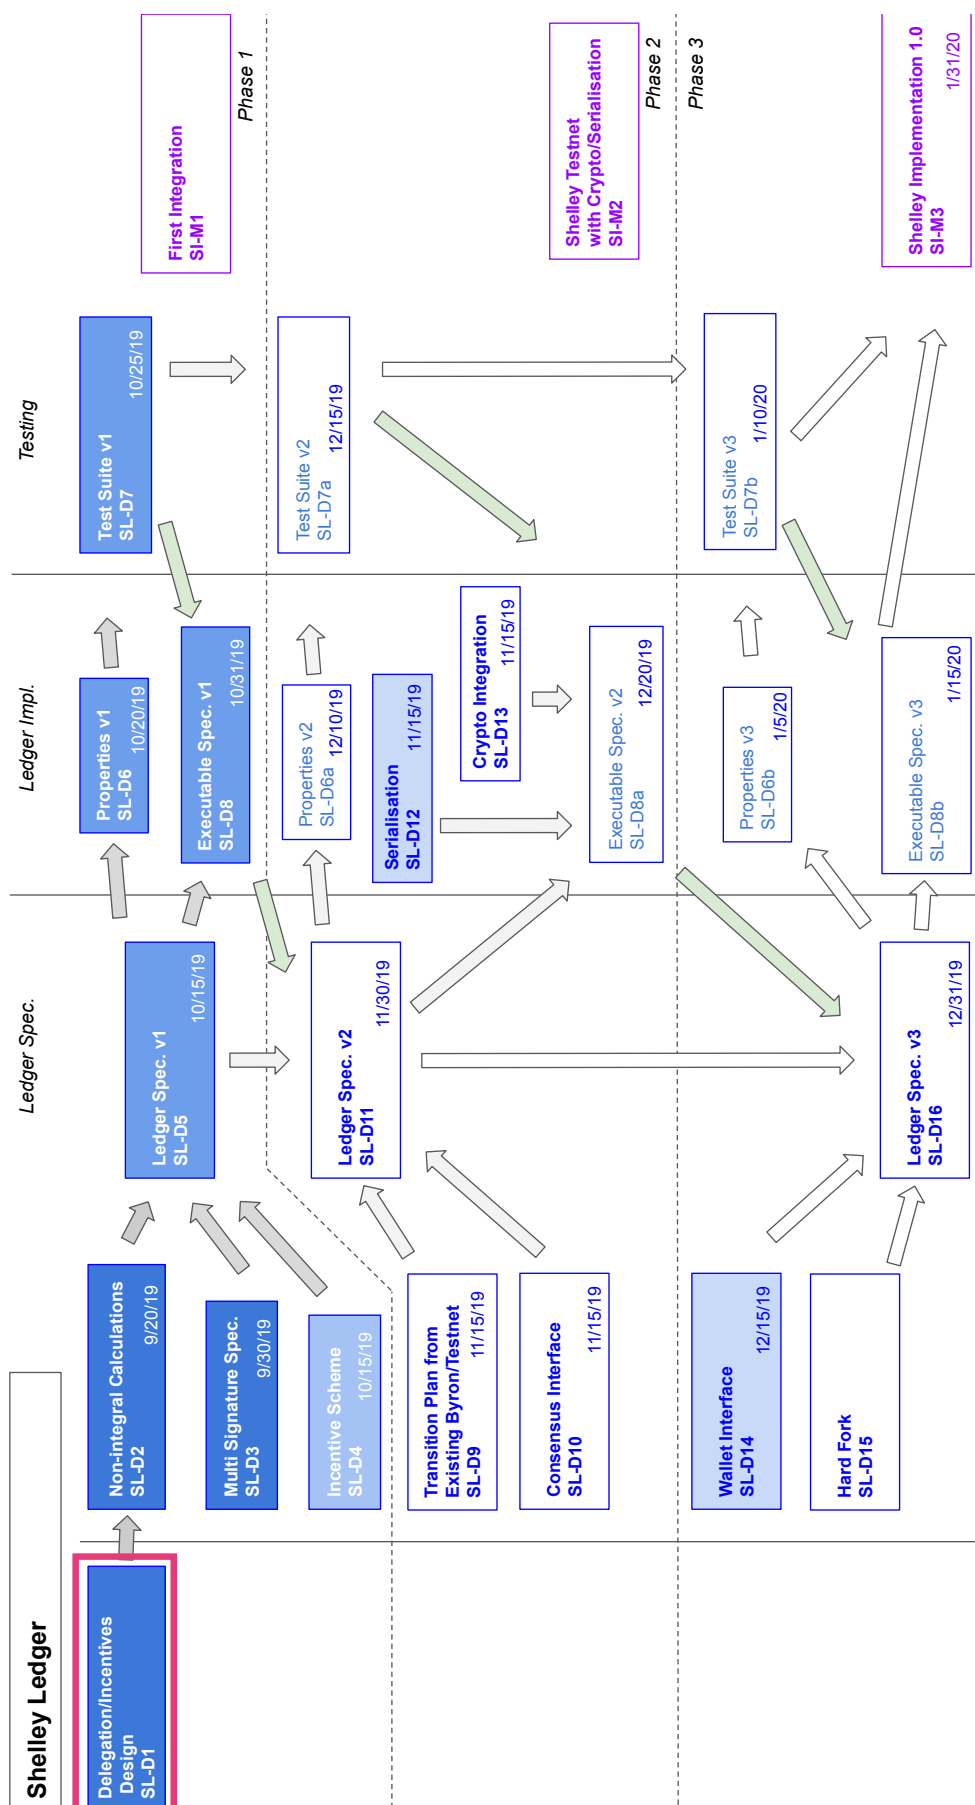 Shelley Ledger
Ledger Spec.
Ledger Impl.
Testing
Delegation/Incentives
Design
SL-D1
Non-integral Calculations
SL-D2
9/20/19
Multi Signature Spec.
SL-D3
9/30/19
Incentive Scheme
SL-D4
10/15/19
Ledger Spec. v1
SL-D5
10/15/19
Properties v1
SL-D6
10/20/19
Executable Spec. v1
SL-D8
10/31/19
Test Suite v1
SL-D7
10/25/19
First Integration
SI-M1
Phase 1
Transition Plan from
Existing Byron/Testnet
SL-D9
11/15/19
Consensus Interface
SL-D10
11/15/19
Ledger Spec. v2
SL-D11
11/30/19
Properties v2
SL-D6a
12/10/19
Serialisation
SL-D12
11/15/19
Crypto Integration
SL-D13
11/15/19
Executable Spec. v2
SL-D8a
12/20/19
Test Suite v2
SL-D7a
12/15/19
Shelley Testnet
with Crypto/Serialisation
SI-M2
Phase 2
Phase 3
Wallet Interface
SL-D14
12/15/19
Hard Fork
SL-D15
Ledger Spec. v3
SL-D16
12/31/19
Properties v3
SL-D6b
1/5/20
Executable Spec. v3
SL-D8b
1/15/20
Test Suite v3
SL-D7b
1/10/20
Shelley Implementation 1.0
SI-M3
1/31/20